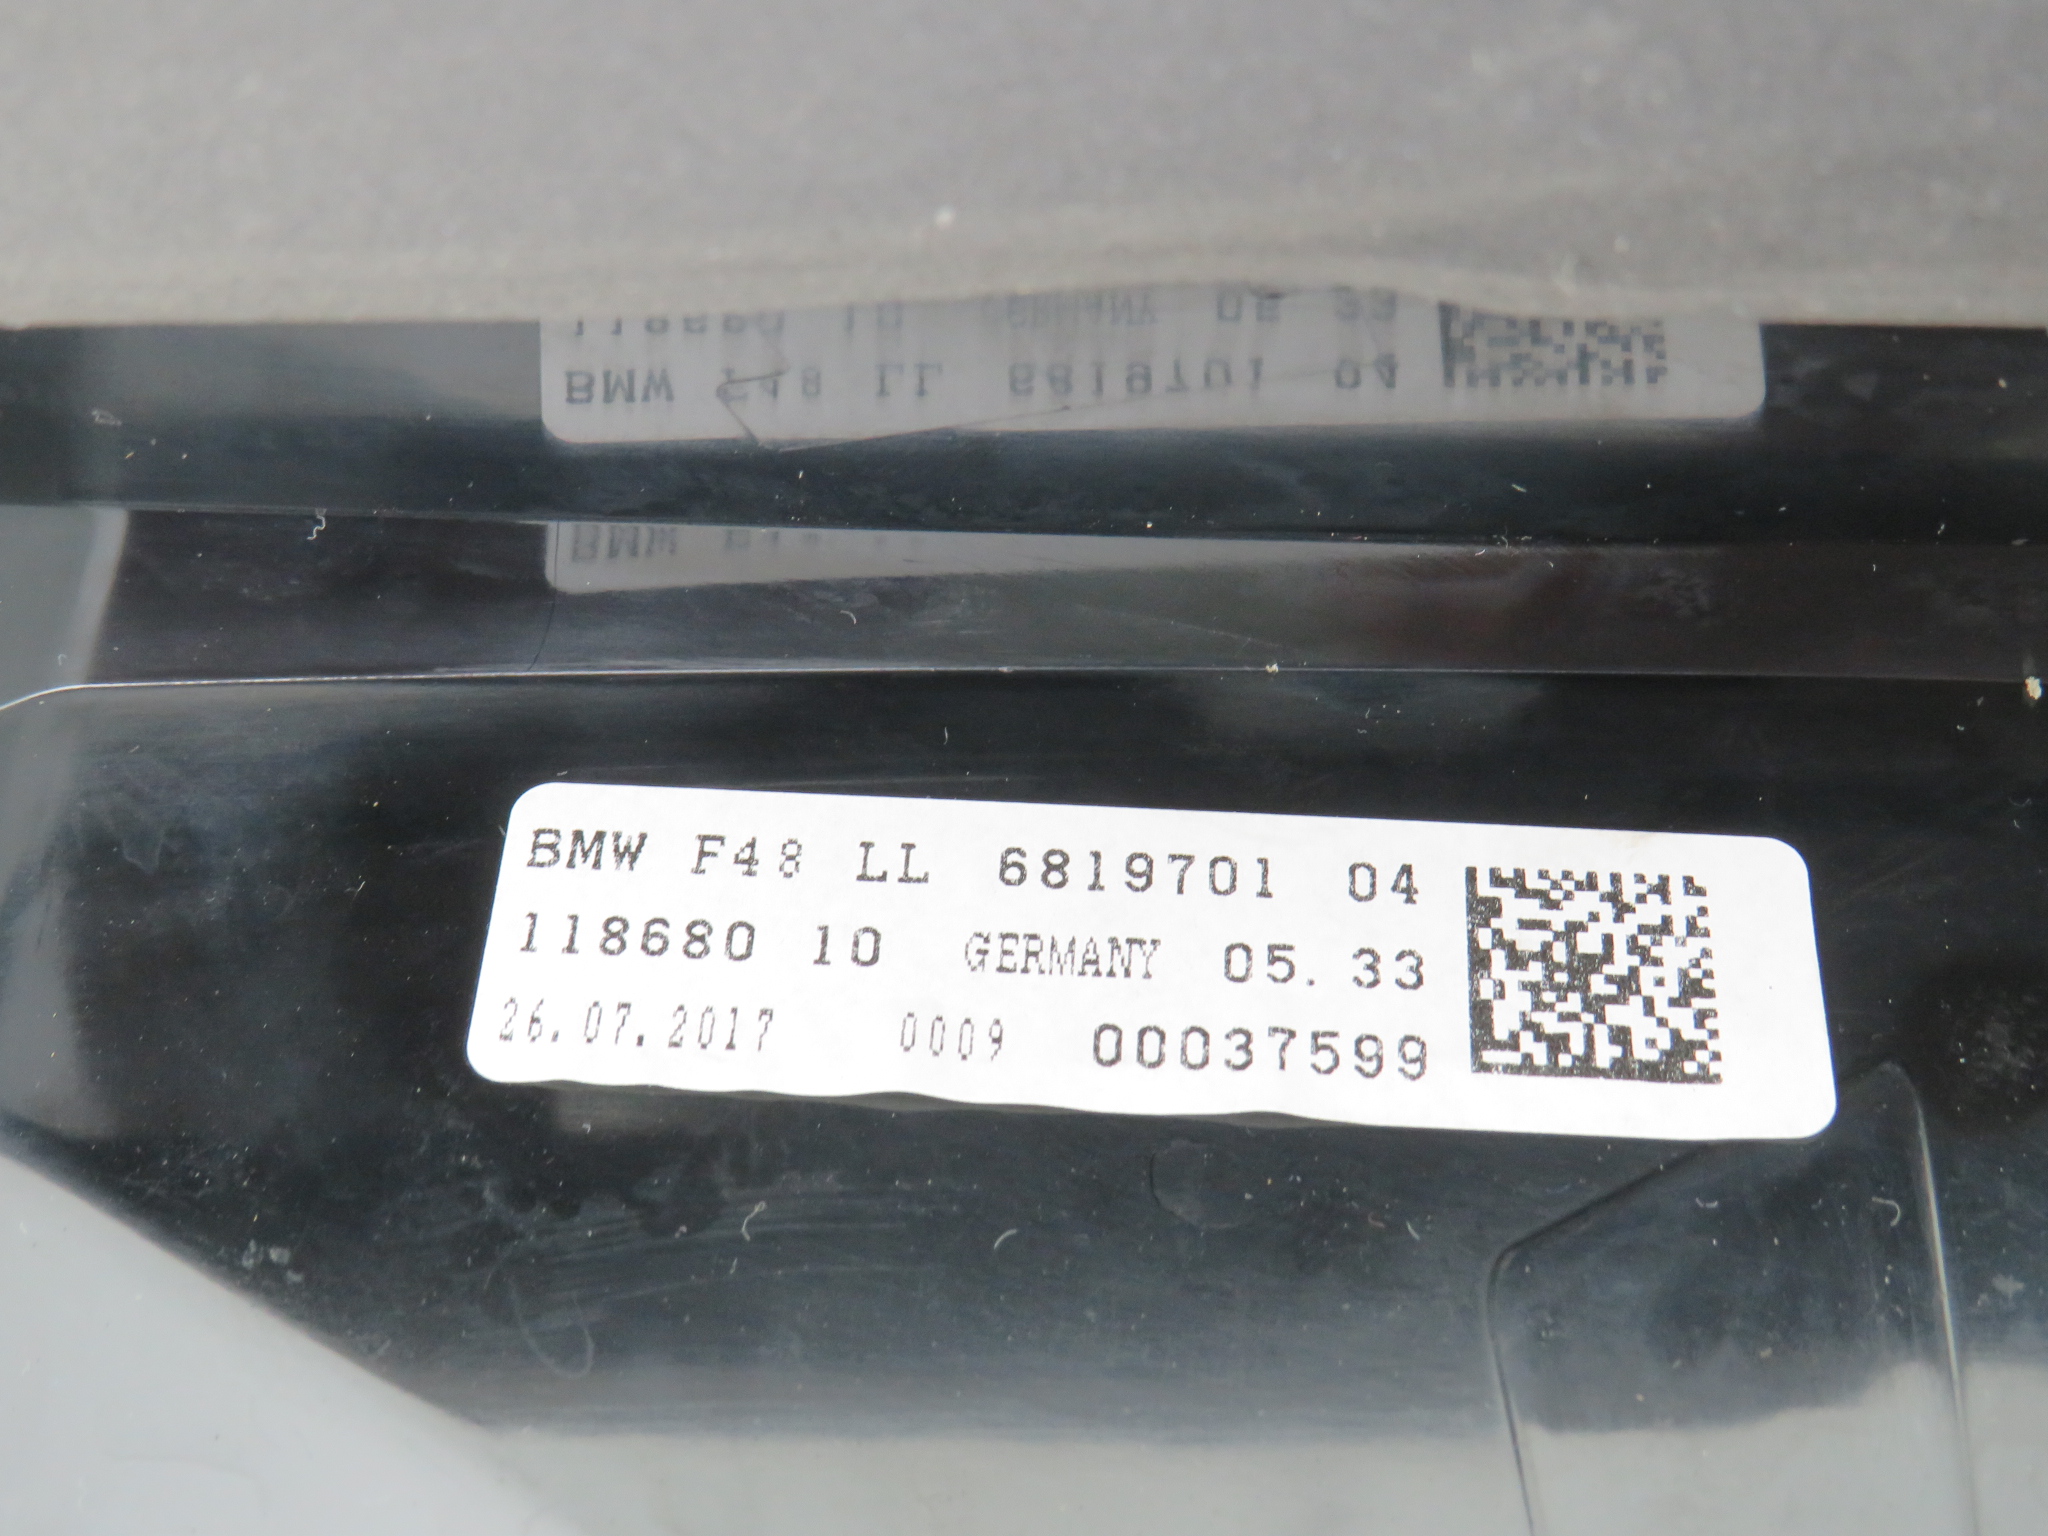 BMW F48 LL 6819701 04
118680 10 GERMANY 05.33
26.07.2017 0009 00037599